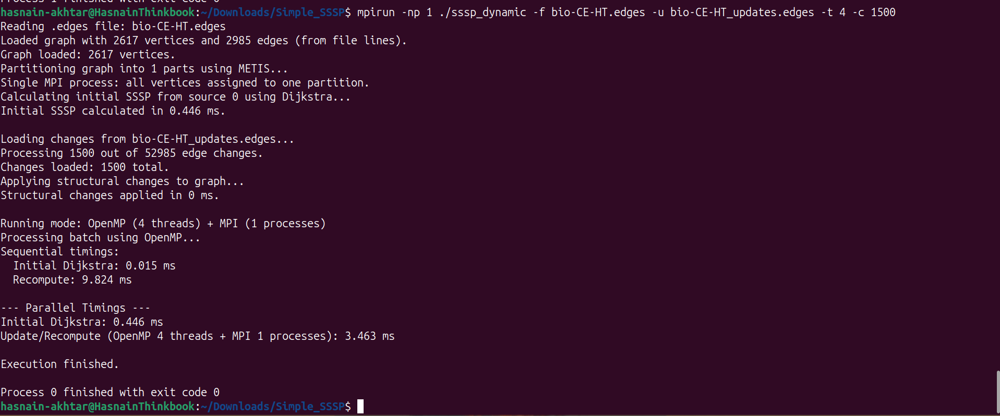 Process 1 finished with exit code 0
hasnain-akhtar@HasnainThinkbook:~/Downloads/Simple_SSSP$ mpirun -np 1 ./sssp_dynamic -f bio-CE-HT.edges -u bio-CE-HT_updates.edges -t 4 -c 1500
Reading .edges file: bio-CE-HT.edges
Loaded graph with 2617 vertices and 2985 edges (from file lines).
Graph loaded: 2617 vertices.
Partitioning graph into 1 parts using METIS...
Single MPI process: all vertices assigned to one partition.
Calculating initial SSSP from source 0 using Dijkstra...
Initial SSSP calculated in 0.446 ms.
Loading changes from bio-CE-HT_updates.edges...
Processing 1500 out of 52985 edge changes.
Changes loaded: 1500 total.
Applying structural changes to graph...
Structural changes applied in 0 ms.
Running mode: OpenMP (4 threads) + MPI (1 processes)
Processing batch using OpenMP...
Sequential timings:
  Initial Dijkstra: 0.015 ms
  Recompute: 9.824 ms
--- Parallel Timings ---
Initial Dijkstra: 0.446 ms
Update/Recompute (OpenMP 4 threads + MPI 1 processes): 3.463 ms
Execution finished.
Process 0 finished with exit code 0
hasnain-akhtar@HasnainThinkbook:~/Downloads/Simple_SSSP$